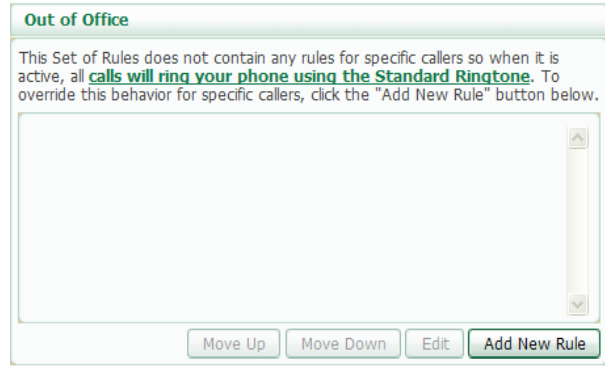 Out of Office
This Set of Rules does not contain any rules for specific callers so when it is
active, all calls will ring your phone using the Standard Ringtone. To
override this behavior for specific callers, click the "Add New Rule" button below.
Move Up Move Down Edit Add New Rule